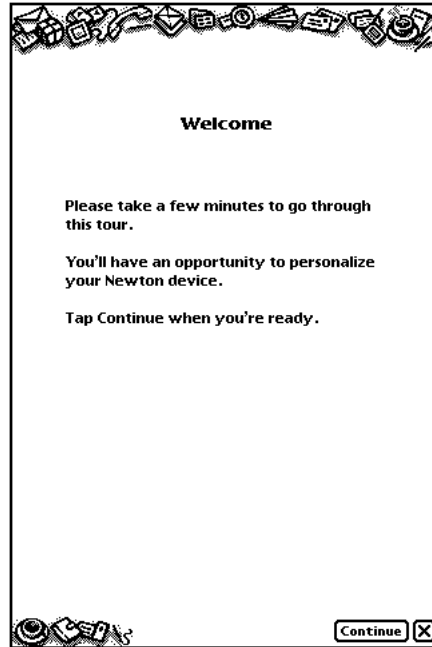 Welcome
Please take a few minutes to go through
this tour.
You'll have an opportunity to personalize
your Newton device.
Tap Continue when you're ready.
Continue